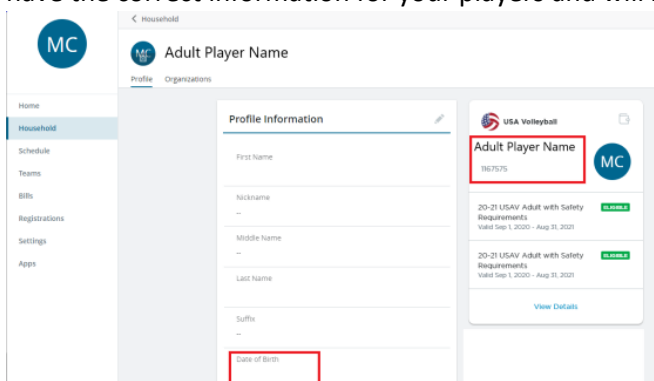 have the correct information for your players and will
MC
Home
Household
Schedule
Teams
Bills
Registrations
Settings
Apps
Household
MC
Adult Player Name
Profile Organizations
Profile Information
First Name
Nickname
--
Middle Name
--
Last Name
Suffix
--
Date of Birth
USA Volleyball
Adult Player Name
1167575
MC
20-21 USAV Adult with Safety
Requirements
ELIGIBLE
Valid Sep 1, 2020 - Aug 31, 2021
20-21 USAV Adult with Safety
Requirements
ELIGIBLE
Valid Sep 1, 2020 - Aug 31, 2021
View Details